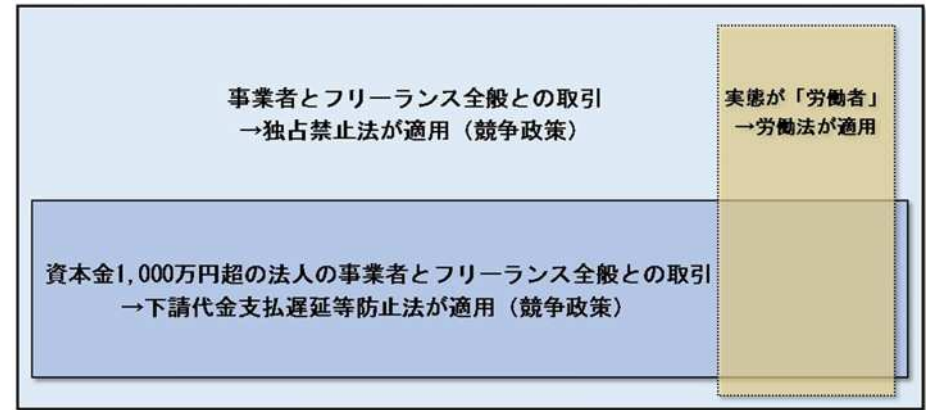 事業者とフリーランス全般との取引
→独占禁止法が適用（競争政策）
実態が「労働者」
→労働法が適用
資本金1,000万円超の法人の事業者とフリーランス全般との取引
→下請代金支払遅延等防止法が適用（競争政策）